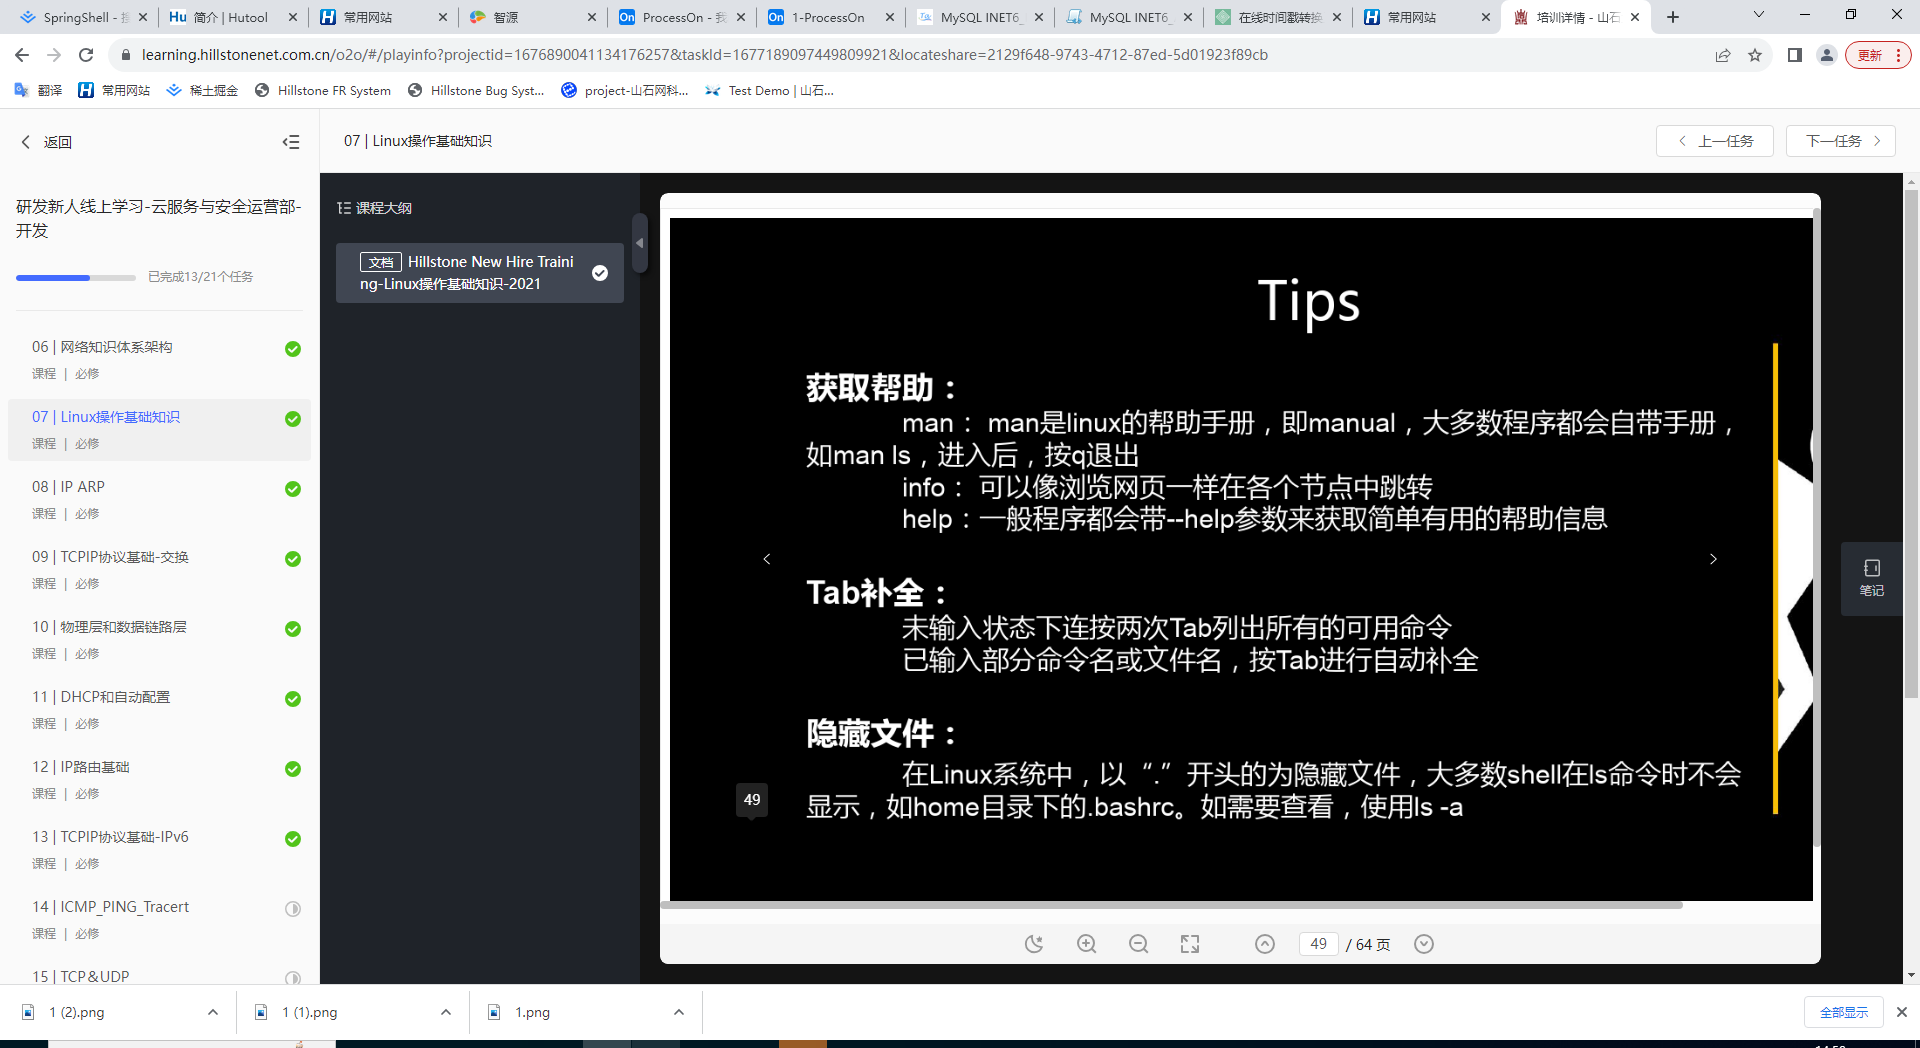 SpringShell - 搜
简介 | Hutool
常用网站
智源
ProcessOn - 我
1-ProcessOn
MySQL INET6_
MySQL INET6_
在线时间戳转换
常用网站
培训详情 - 山石
learning.hillstonenet.com.cn/o2o/#/playinfo?projectid=1676890041134176257&taskId=1677189097449809921&locateshare=2129f648-9743-4712-87ed-5d01923f89cb
更新
翻译
常用网站
稀土掘金
Hillstone FR System
Hillstone Bug Syst...
project-山石网科...
Test Demo | 山石...
返回
07 | Linux操作基础知识
上一任务
下一任务
研发新人线上学习-云服务与安全运营部-
开发
已完成13/21个任务
06 | 网络知识体系架构
课程 | 必修
07 | Linux操作基础知识
课程 | 必修
08 | IP ARP
课程 | 必修
09 | TCPIP协议基础-交换
课程 | 必修
10 | 物理层和数据链路层
课程 | 必修
11 | DHCP和自动配置
课程 | 必修
12 | IP路由基础
课程 | 必修
13 | TCPIP协议基础-IPv6
课程 | 必修
14 | ICMP_PING_Tracert
课程 | 必修
15 | TCP＆UDP
课程大纲
文档 Hillstone New Hire Traini
ng-Linux操作基础知识-2021
Tips
获取帮助：
man： man是linux的帮助手册，即manual，大多数程序都会自带手册，
如man ls，进入后，按q退出
info： 可以像浏览网页一样在各个节点中跳转
help：一般程序都会带--help参数来获取简单有用的帮助信息
Tab补全：
未输入状态下连按两次Tab列出所有的可用命令
已输入部分命令名或文件名，按Tab进行自动补全
隐藏文件：
在Linux系统中，以“.”开头的为隐藏文件，大多数shell在ls命令时不会
显示，如home目录下的.bashrc。如需要查看，使用ls -a
49
笔记
49 / 64 页
1 (2).png
1 (1).png
1.png
全部显示